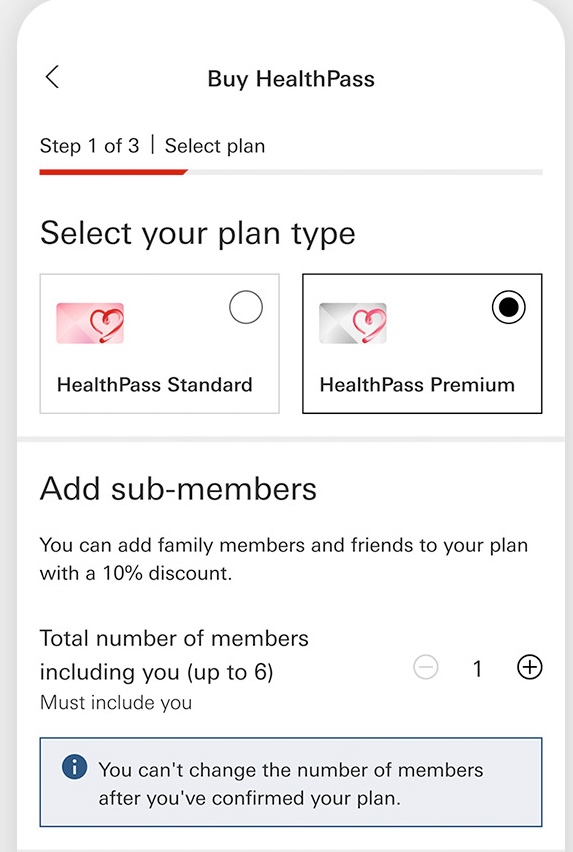 Buy HealthPass
Step 1 of 3 | Select plan
Select your plan type
HealthPass Standard
HealthPass Premium
Add sub-members
You can add family members and friends to your plan
with a 10% discount.
Total number of members
including you (up to 6)
1
Must include you
You can't change the number of members
after you've confirmed your plan.